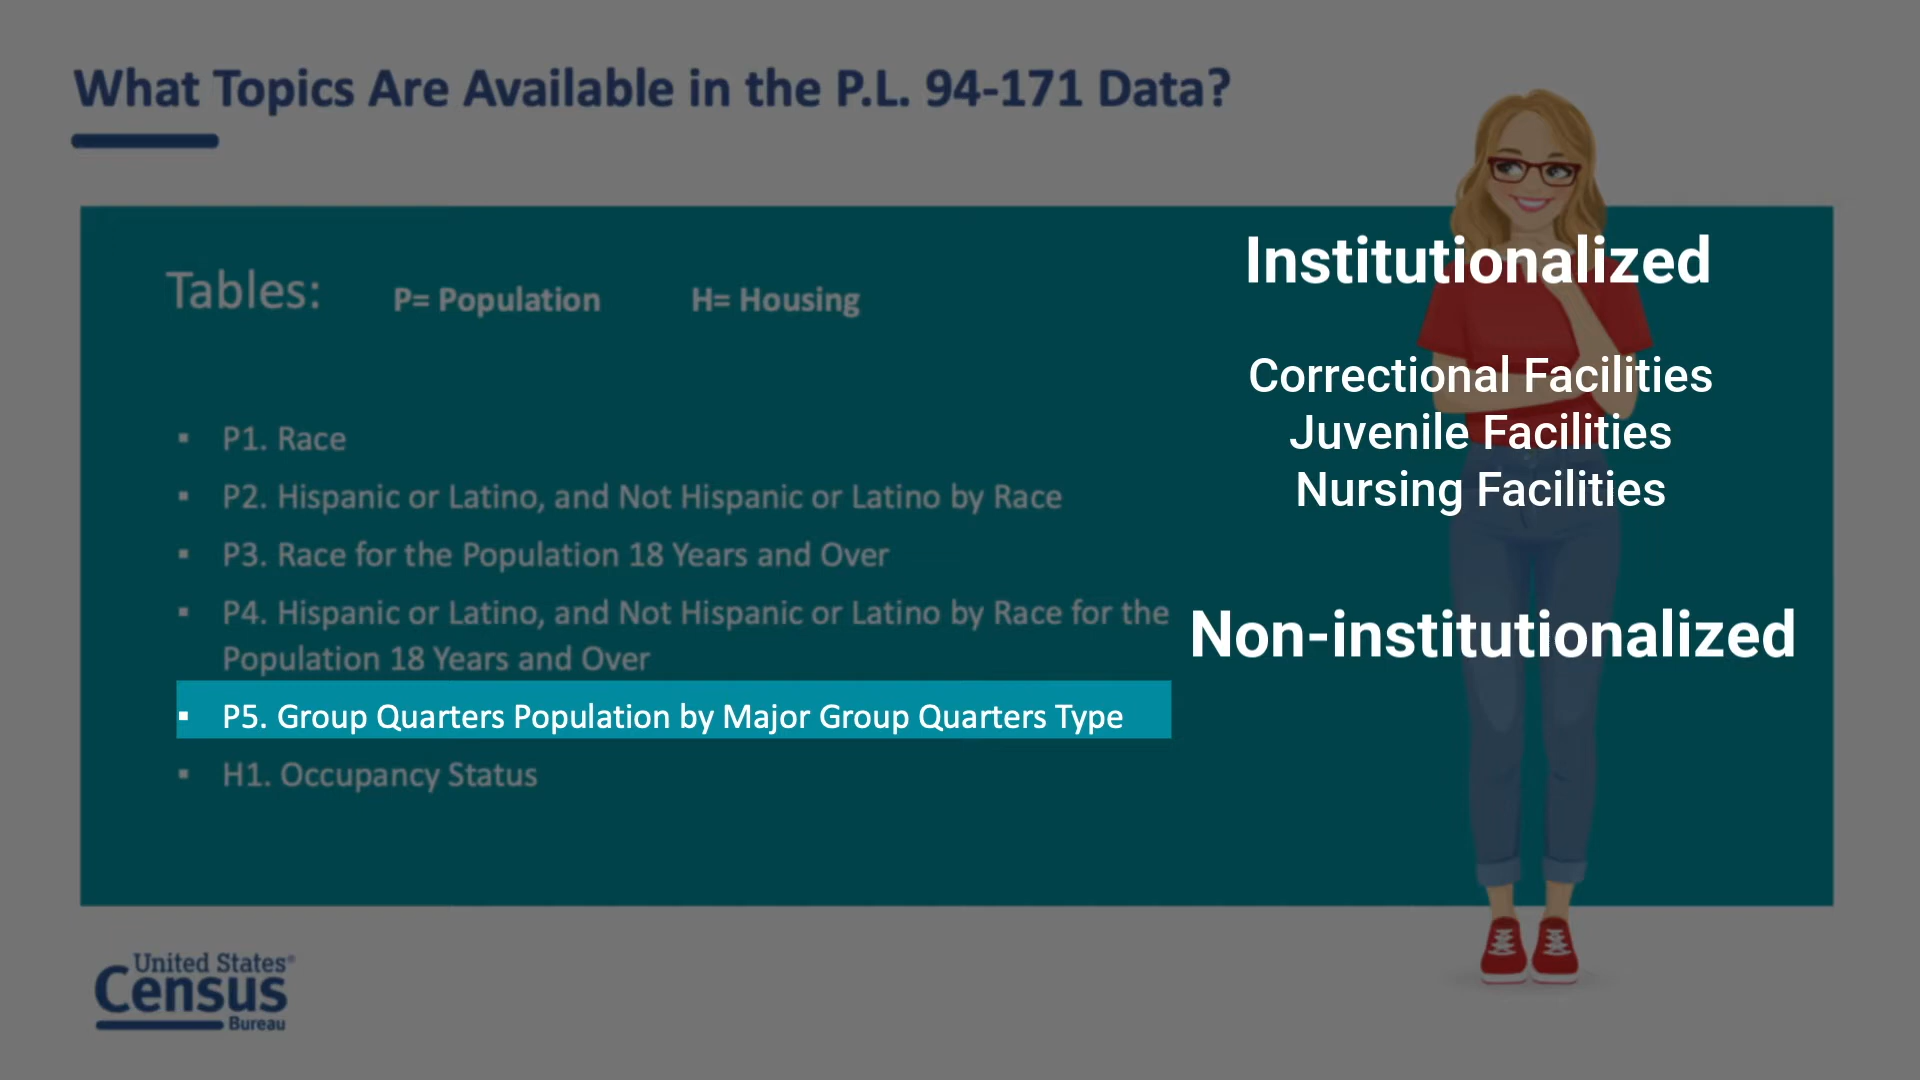 What Topics Are Available in the P.L. 94-171 Data?
Tables: P= Population H= Housing
▪ P1. Race
▪ P2. Hispanic or Latino, and Not Hispanic or Latino by Race
▪ P3. Race for the Population 18 Years and Over
▪ P4. Hispanic or Latino, and Not Hispanic or Latino by Race for the
Population 18 Years and Over
▪ P5. Group Quarters Population by Major Group Quarters Type
▪ H1. Occupancy Status
Institutionalized
Correctional Facilities
Juvenile Facilities
Nursing Facilities
Non-institutionalized
United States®
Census
Bureau